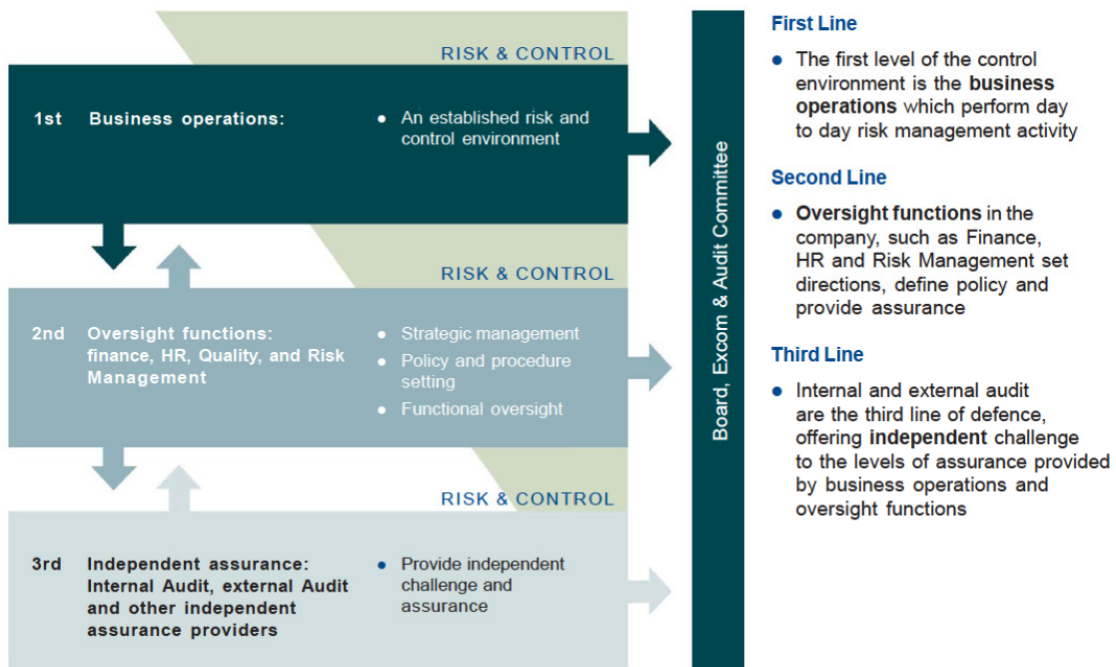 RISK & CONTROL
1st Business operations:
• An established risk and
control environment
RISK & CONTROL
2nd Oversight functions:
finance, HR, Quality, and Risk
Management
• Strategic management
• Policy and procedure
setting
• Functional oversight
RISK & CONTROL
3rd Independent assurance:
Internal Audit, external Audit
and other independent
assurance providers
• Provide independent
challenge and
assurance
Board, Excom & Audit Committee
First Line
• The first level of the control
environment is the business
operations which perform day
to day risk management activity
Second Line
• Oversight functions in the
company, such as Finance,
HR and Risk Management set
directions, define policy and
provide assurance
Third Line
• Internal and external audit
are the third line of defence,
offering independent challenge
to the levels of assurance provided
by business operations and
oversight functions